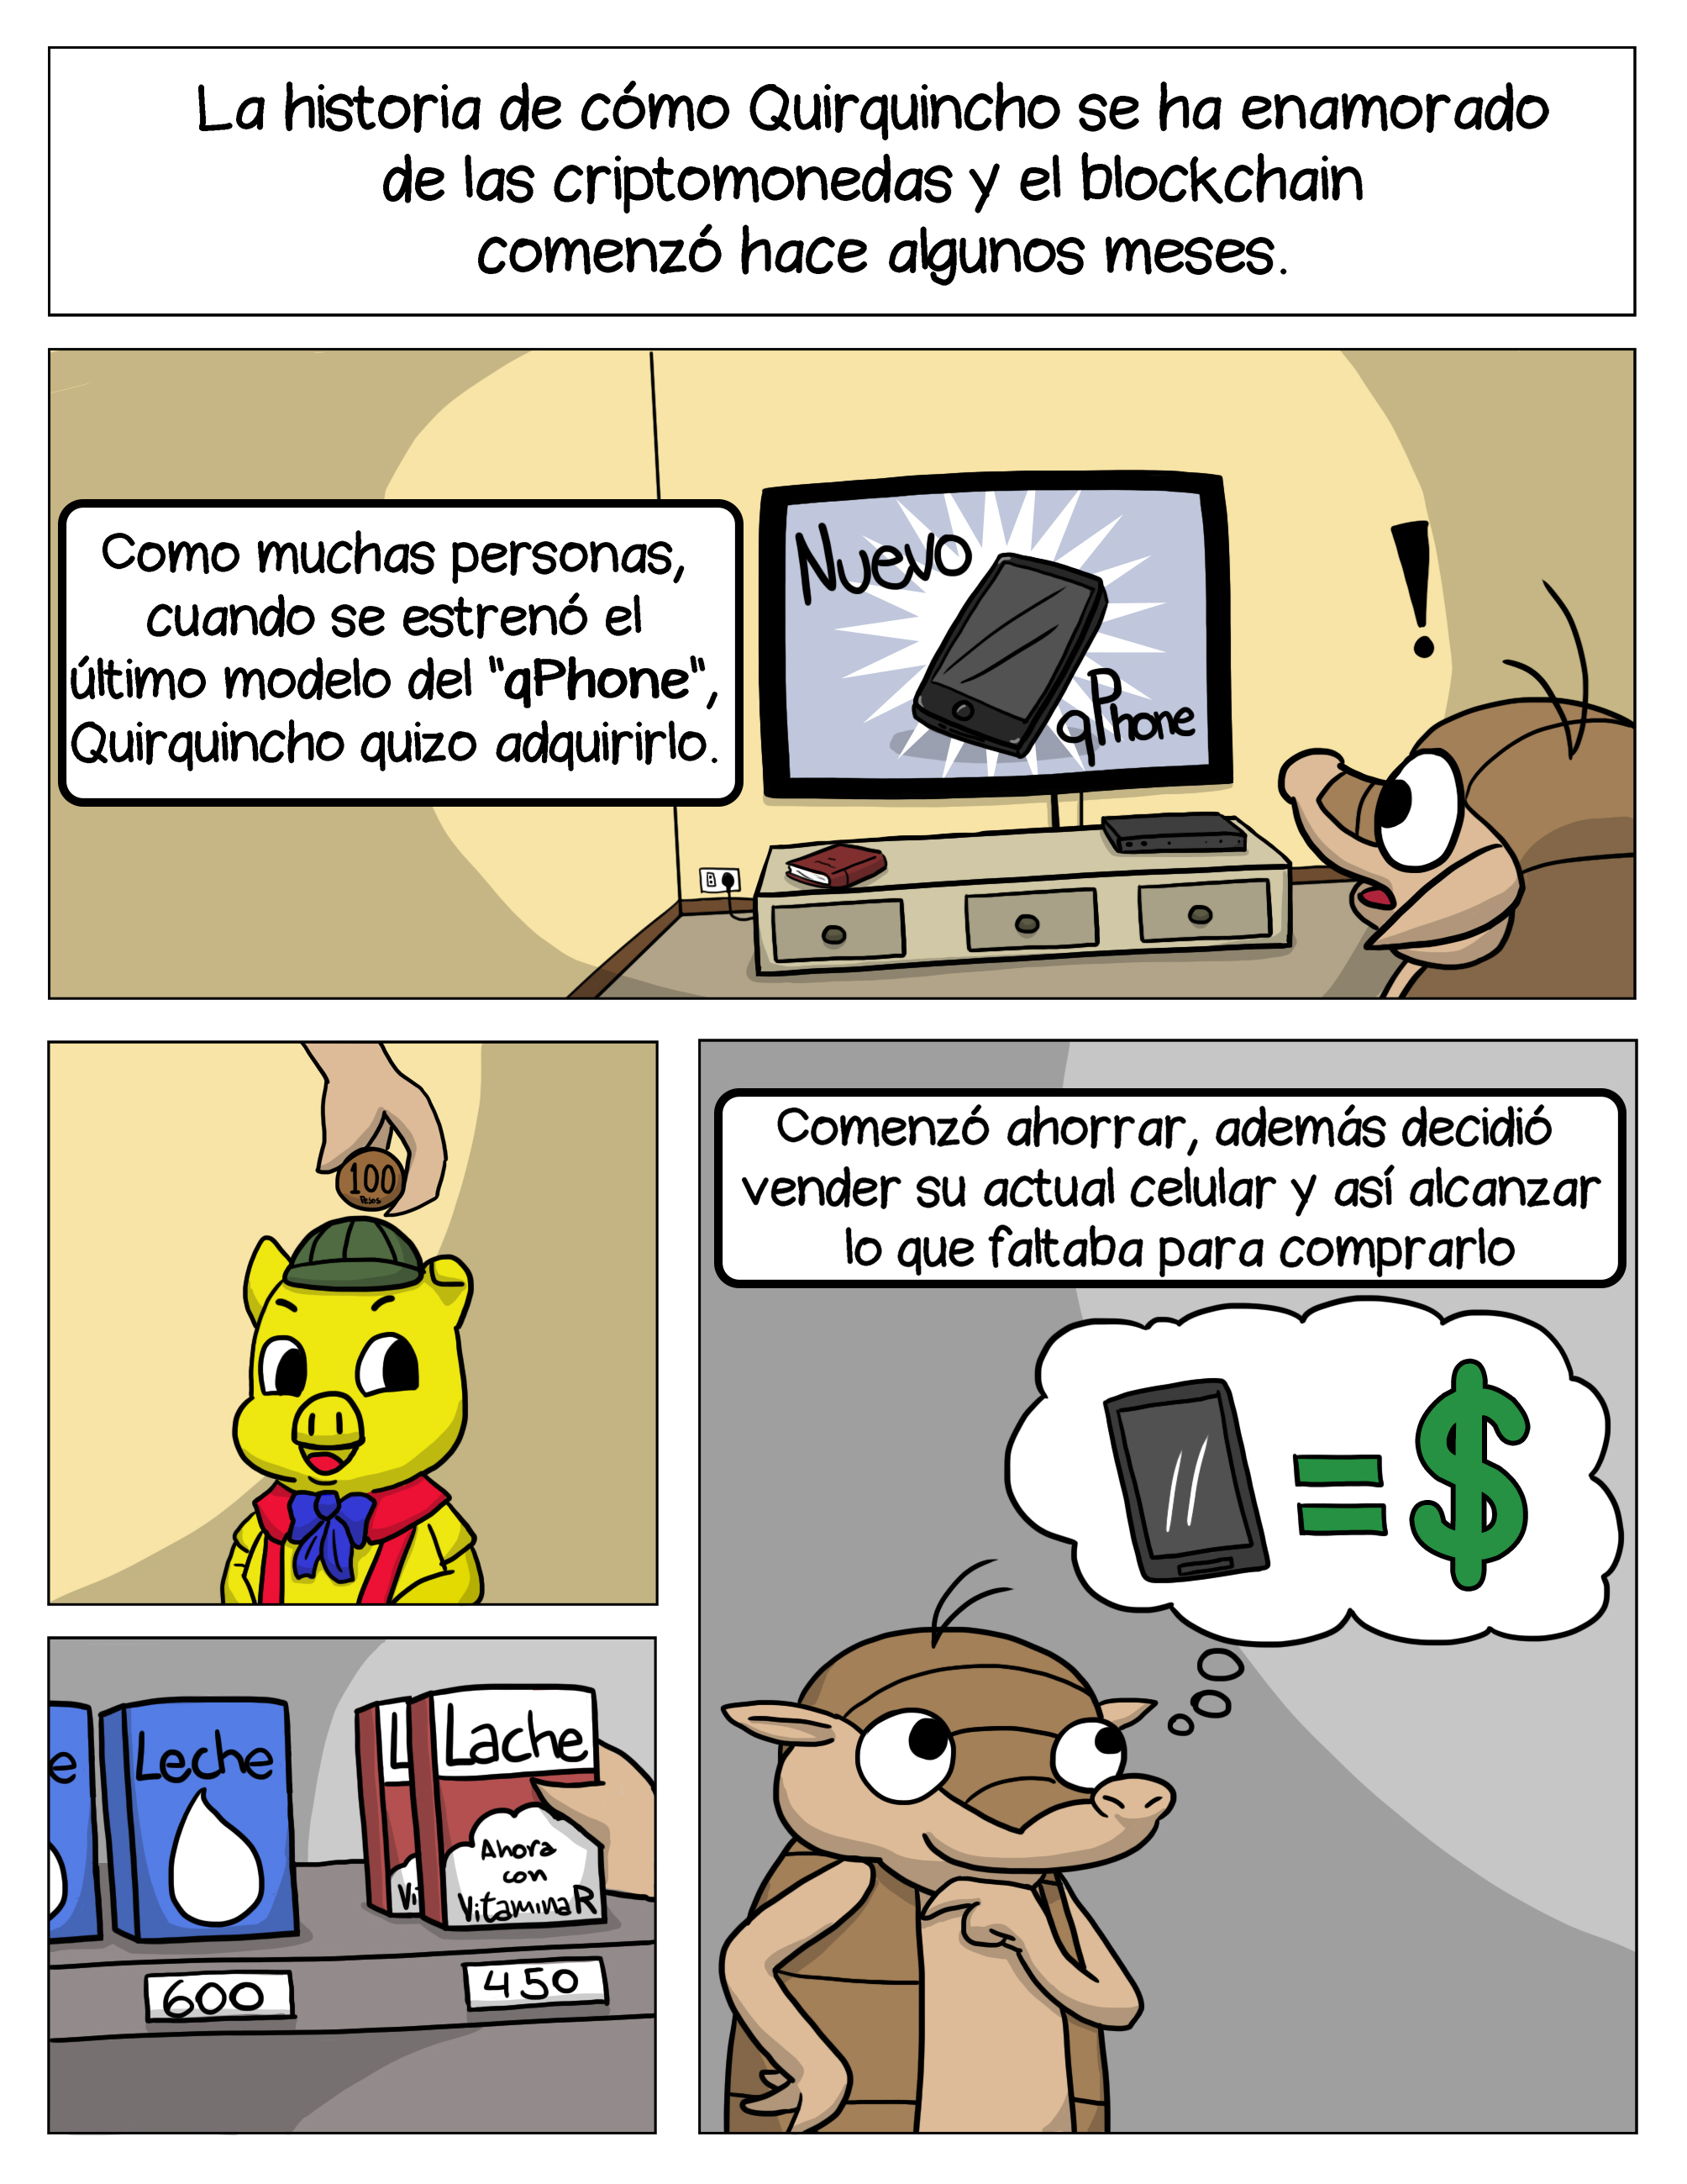 La historia de cómo Quirquincho se ha enamorado
de las criptomonedas y el blockchain
comenzó hace algunos meses.
Como muchas personas,
cuando se estrenó el
último modelo del "qPhone",
Quirquincho quizo adquirirlo.
Nuevo
qPhone
100
Pesos
Comenzó ahorrar, además decidió
vender su actual celular y así alcanzar
lo que faltaba para comprarlo
= $
e
Leche
L
Lache
Ahora
con
Vitamina R
Vi
600
450